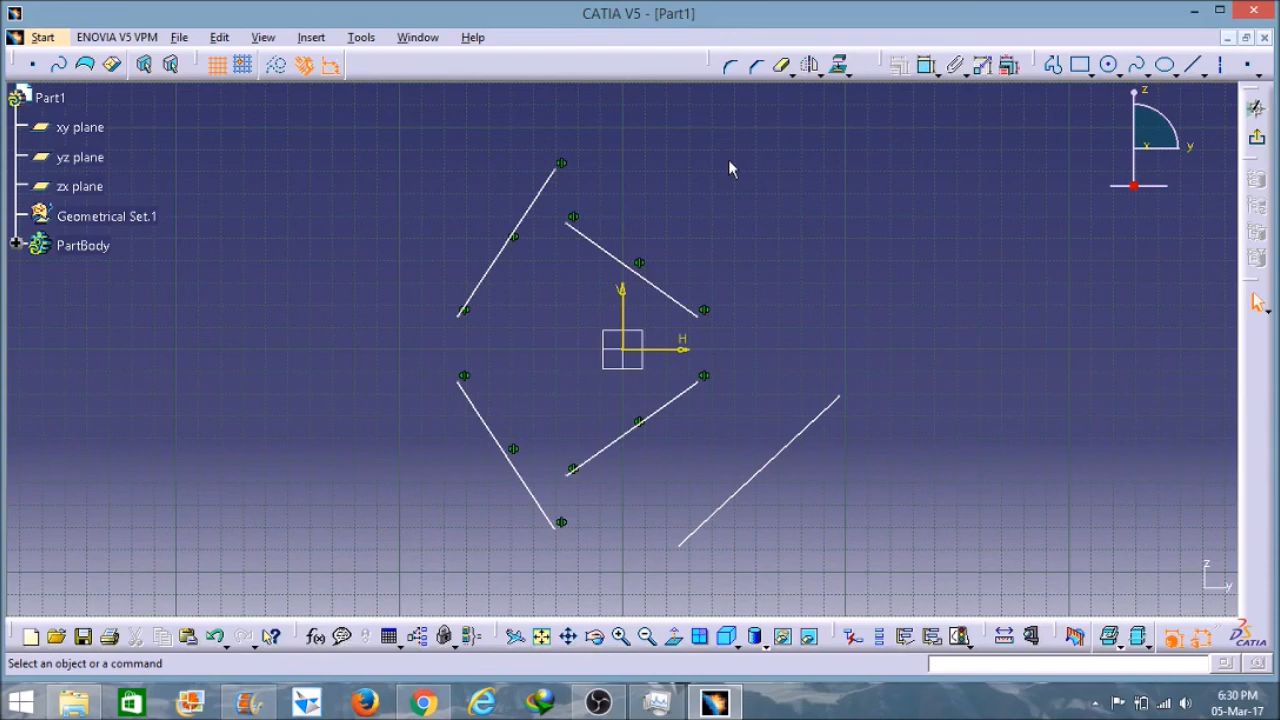 CATIA V5 - [Part1]
Start ENOVIA V5 VPM File Edit View Insert Tools Window Help
Part1
xy plane
yz plane
zx plane
Geometrical Set.1
PartBody
z
x
y
V
H
z
y
f(x)
CATIA
Select an object or a command
6:30 PM
05-Mar-17